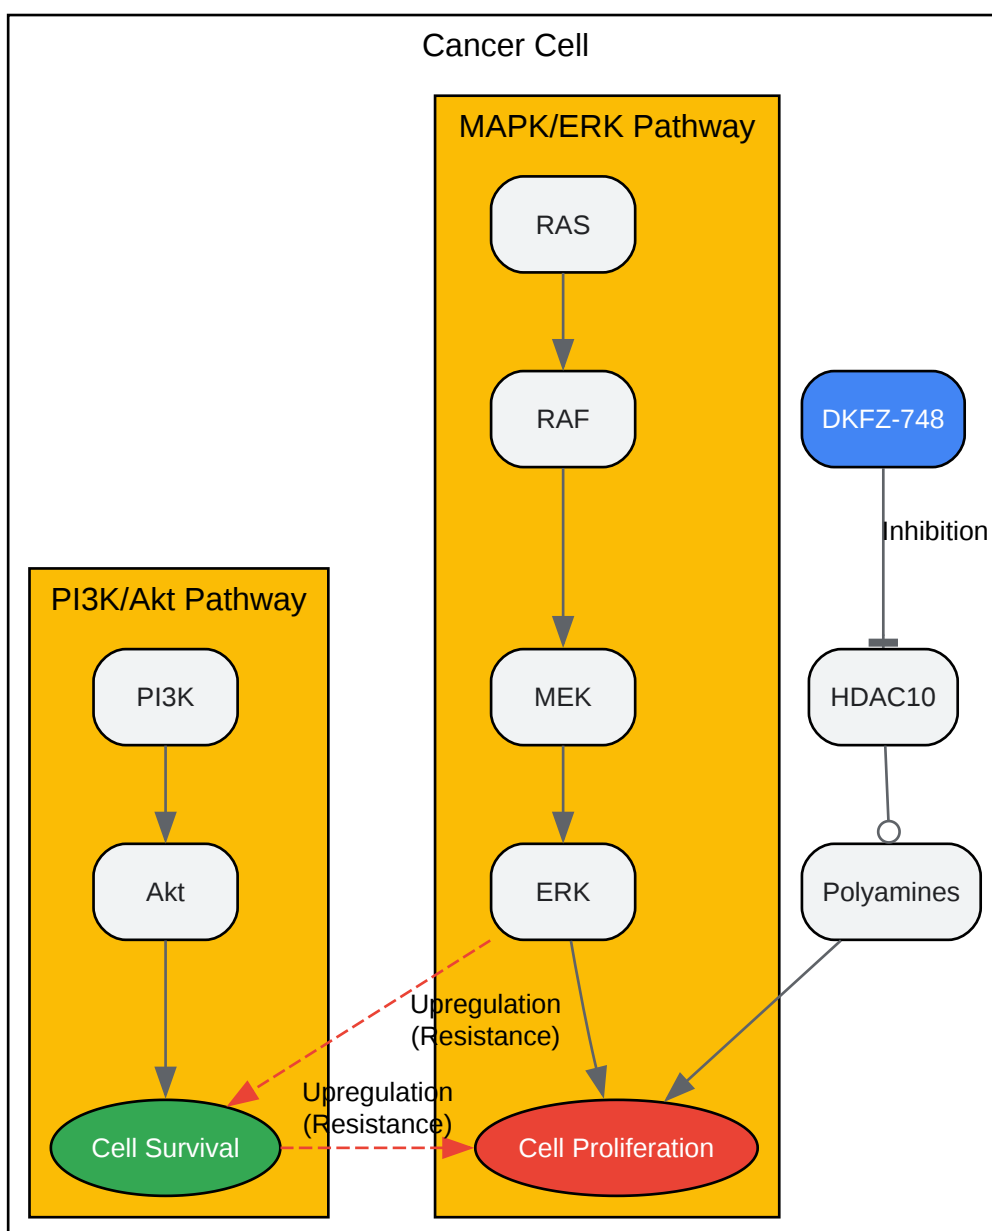 Cancer Cell
MAPK/ERK Pathway
RAS
RAF
DKFZ-748
Inhibition
PI3K/Akt Pathway
PI3K
MEK
HDAC10
Akt
ERK
Polyamines
Upregulation
(Resistance)
Upregulation
(Resistance)
Cell Survival
Cell Proliferation